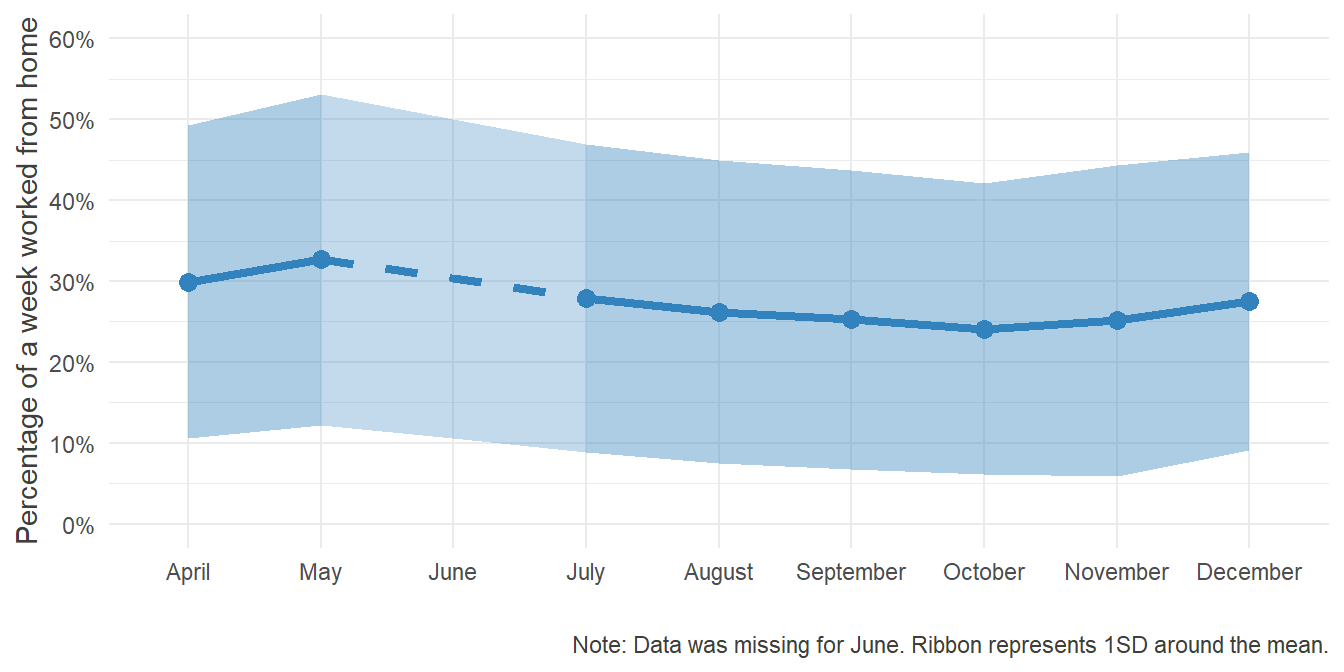 Percentage of a week worked from home
60%
50%
40%
30%
20%
10%
0%
April May June July August September October November December
Note: Data was missing for June. Ribbon represents 1SD around the mean.